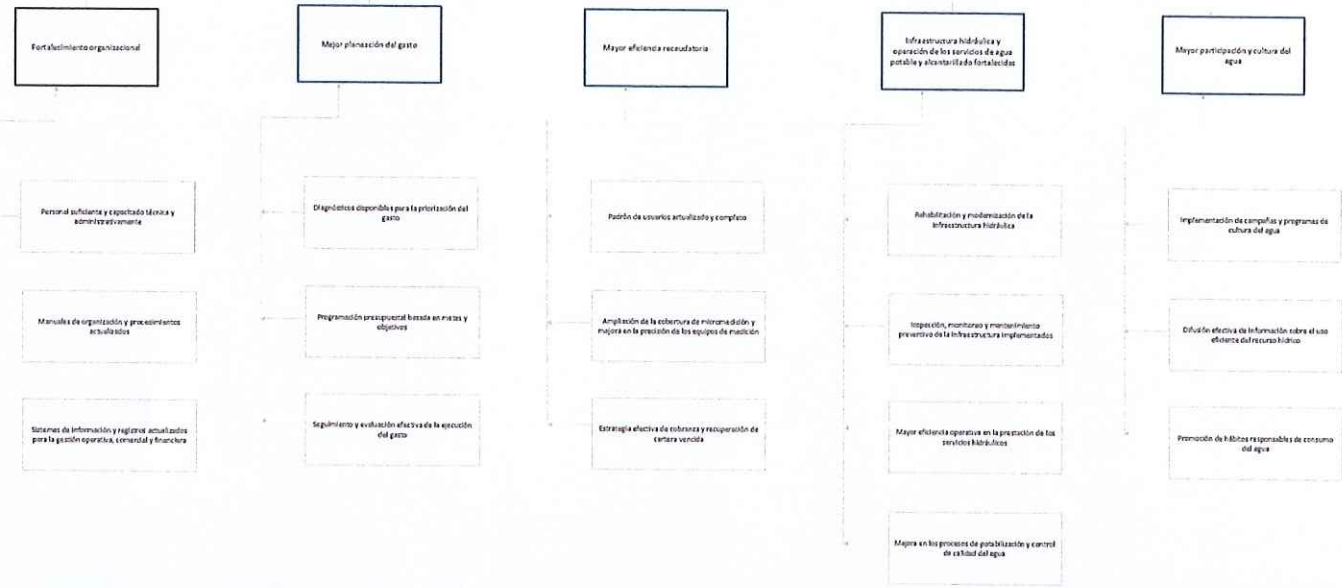 Fortalecimiento organizacional
Mejor planeación del gasto
Mayor eficiencia recaudatoria
Infraestructura hidráulica y
operación de los servicios de agua
potable y alcantarillado fortalecidas
Mayor participación y cultura del
agua
Personal suficiente y capacitado técnica y
administrativamente
Diagnósticos disponibles para la priorización del
gasto
Padrón de usuarios actualizado y completo
Rehabilitación y modernización de la
infraestructura hidráulica
Implementación de campañas y programas de
cultura del agua
Manuales de organización y procedimientos
actualizados
Programación presupuestal basada en metas y
objetivos
Ampliación de la cobertura de micromedición y
mejora en la precisión de los equipos de medición
Inspección, monitoreo y mantenimiento
preventivo de la infraestructura implementados
Difusión efectiva de información sobre el uso
eficiente del recurso hídrico
Sistemas de información y registros actualizados
para la gestión operativa, comercial y financiera
Seguimiento y evaluación efectiva de la ejecución
del gasto
Estrategia efectiva de cobranza y recuperación de
cartera vencida
Mayor eficiencia operativa en la prestación de los
servicios hidráulicos
Promoción de hábitos responsables de consumo
del agua
Mejora en los procesos de potabilización y control
de calidad del agua